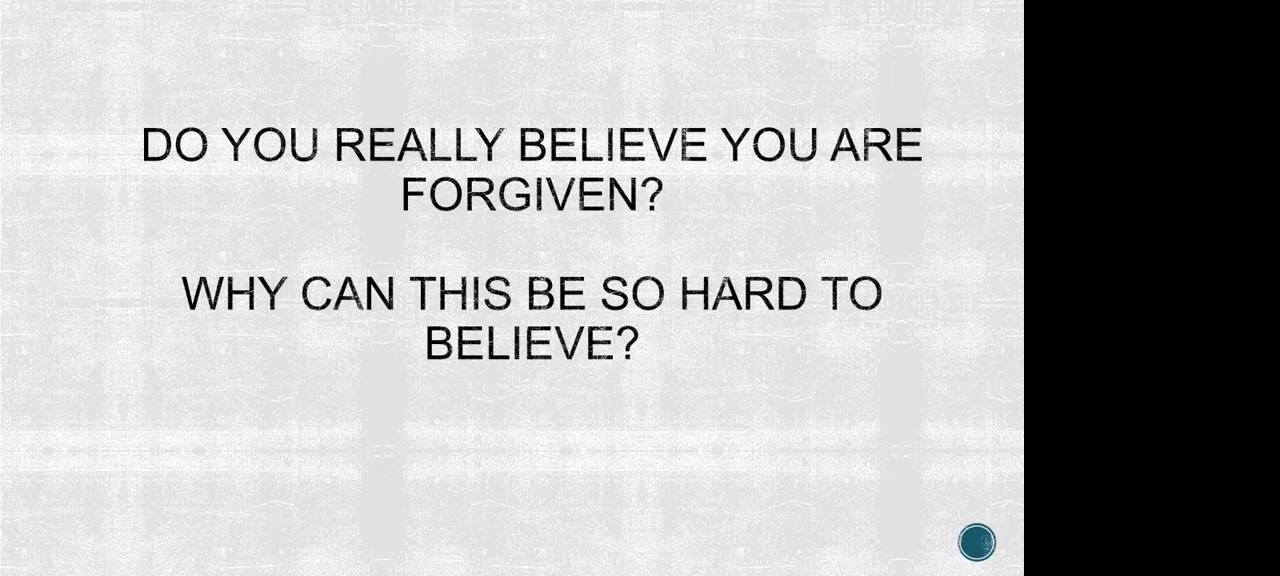 DO YOU REALLY BELIEVE YOU ARE
FORGIVEN?
WHY CAN THIS BE SO HARD TO
BELIEVE?